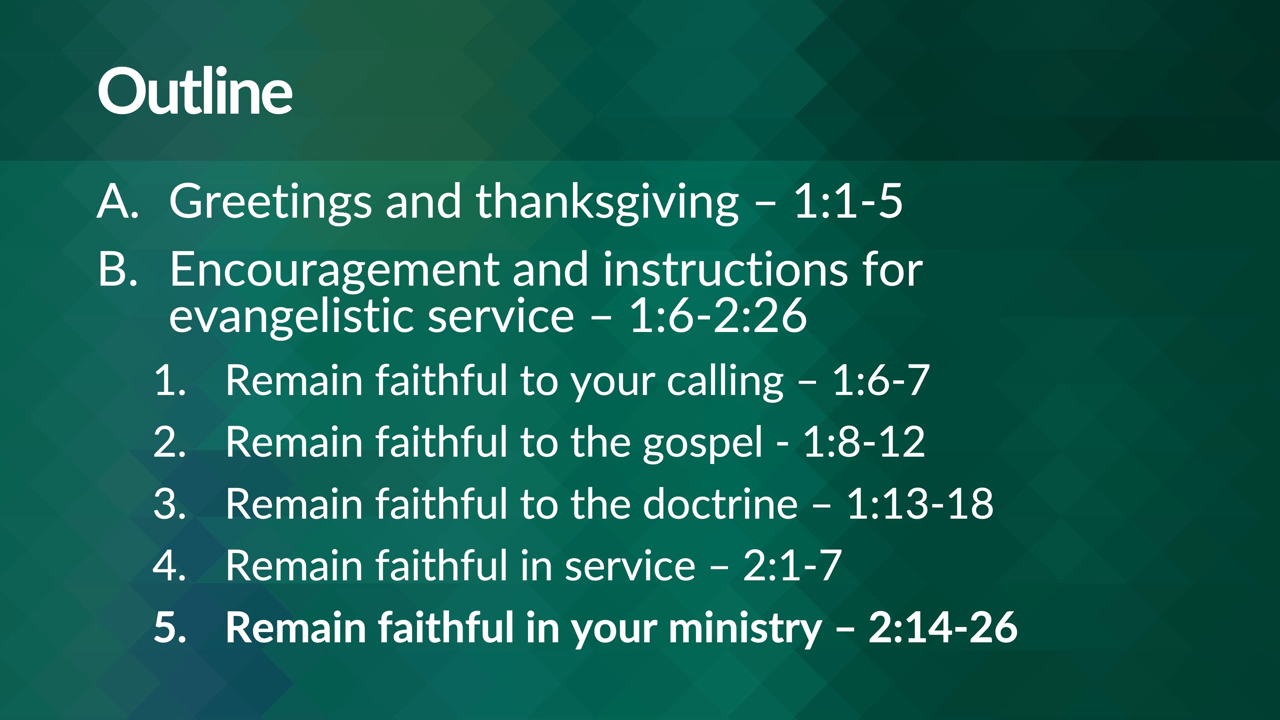 Outline
A. Greetings and thanksgiving – 1:1-5
B. Encouragement and instructions for
evangelistic service – 1:6-2:26
1. Remain faithful to your calling – 1:6-7
2. Remain faithful to the gospel - 1:8-12
3. Remain faithful to the doctrine – 1:13-18
4. Remain faithful in service – 2:1-7
5. Remain faithful in your ministry – 2:14-26